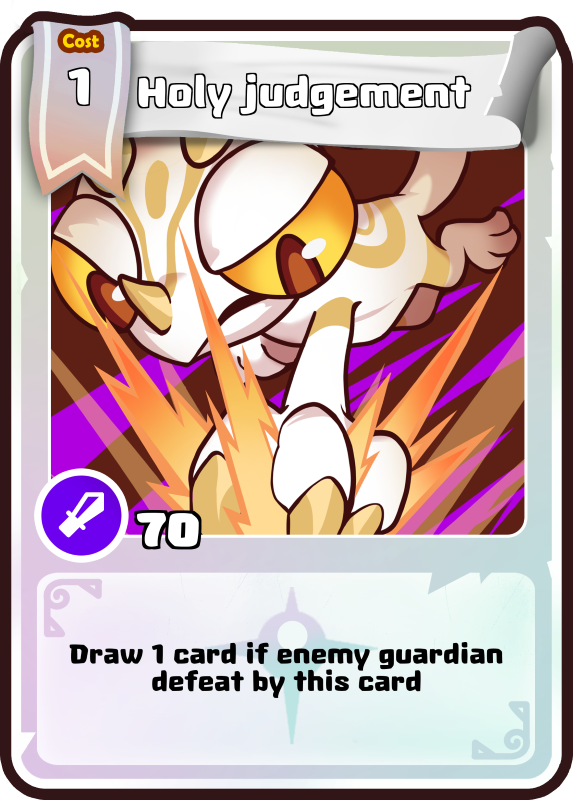 Cost
1
Holy judgement
70
Draw 1 card if enemy guardian
defeat by this card